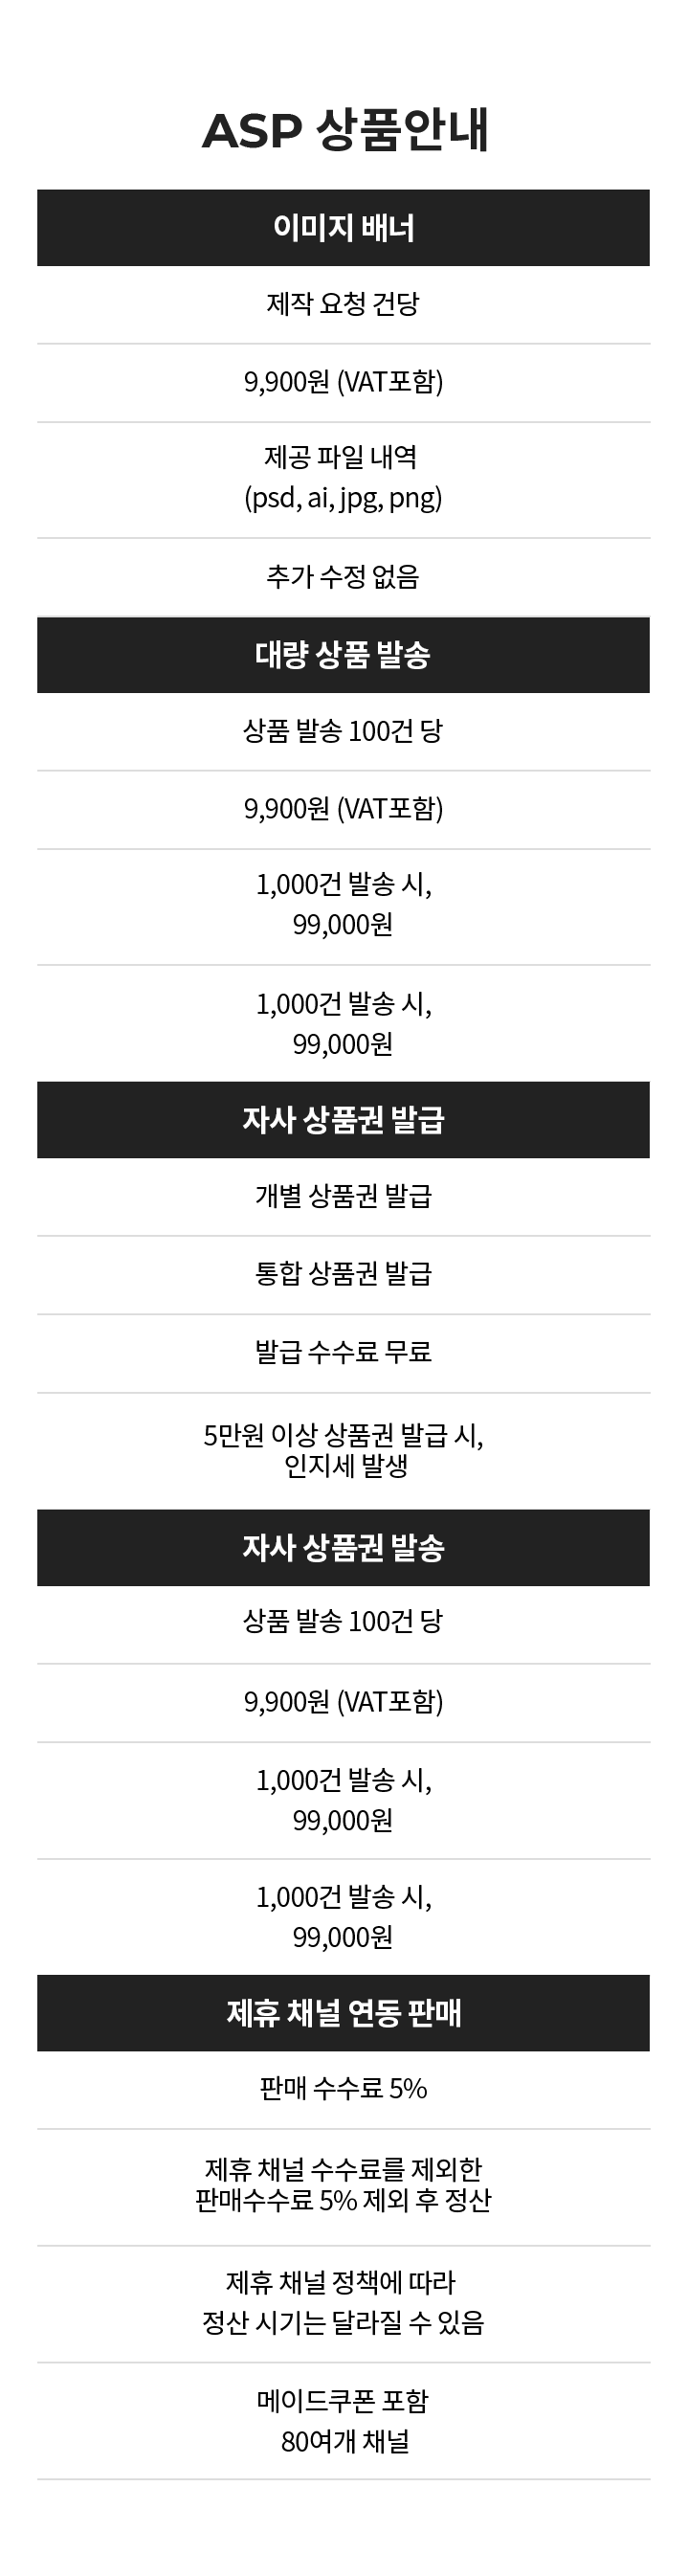 ASP 상품안내
이미지 배너
제작 요청 건당
9,900원 (VAT포함)
제공 파일 내역
(psd, ai, jpg, png)
추가 수정 없음
대량 상품 발송
상품 발송 100건 당
9,900원 (VAT포함)
1,000건 발송 시,
99,000원
1,000건 발송 시,
99,000원
자사 상품권 발급
개별 상품권 발급
통합 상품권 발급
발급 수수료 무료
5만원 이상 상품권 발급 시,
인지세 발생
자사 상품권 발송
상품 발송 100건 당
9,900원 (VAT포함)
1,000건 발송 시,
99,000원
1,000건 발송 시,
99,000원
제휴 채널 연동 판매
판매 수수료 5%
제휴 채널 수수료를 제외한
판매수수료 5% 제외 후 정산
제휴 채널 정책에 따라
정산 시기는 달라질 수 있음
메이드쿠폰 포함
80여개 채널